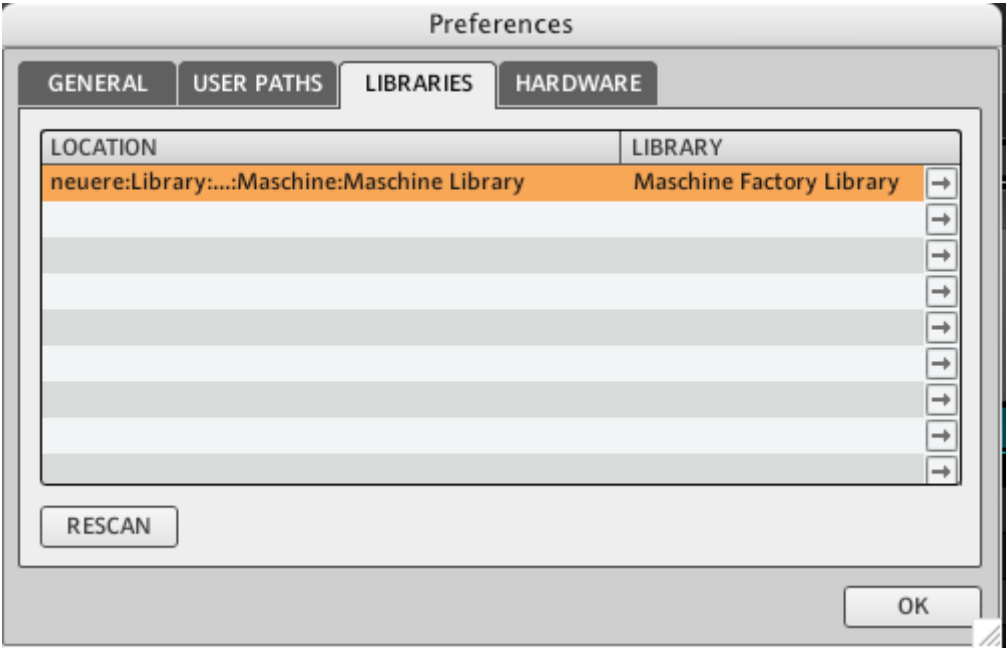 Preferences
GENERAL USER PATHS LIBRARIES HARDWARE
LOCATION LIBRARY
neuere:Library:...:Maschine:Maschine Library Maschine Factory Library
RESCAN
OK